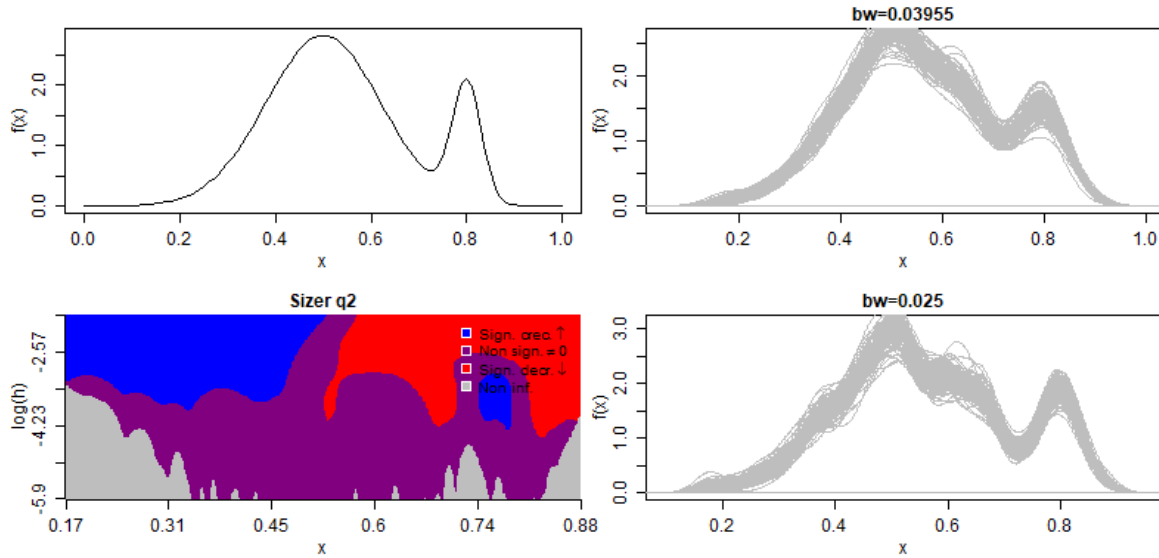 f(x)
2.0
1.0
0.0
0.0 0.2 0.4 0.6 0.8 1.0
x
bw=0.03955
f(x)
2.0
1.0
0.0
0.2 0.4 0.6 0.8 1.0
x
Sizer q2
Sign. crec.↑
Non sign.≠0
Sign. decr.↓
Non inf.
log(h)
-2.57
-4.23
-5.9
0.17 0.31 0.45 0.6 0.74 0.88
x
bw=0.025
f(x)
3.0
2.0
1.0
0.0
0.2 0.4 0.6 0.8
x